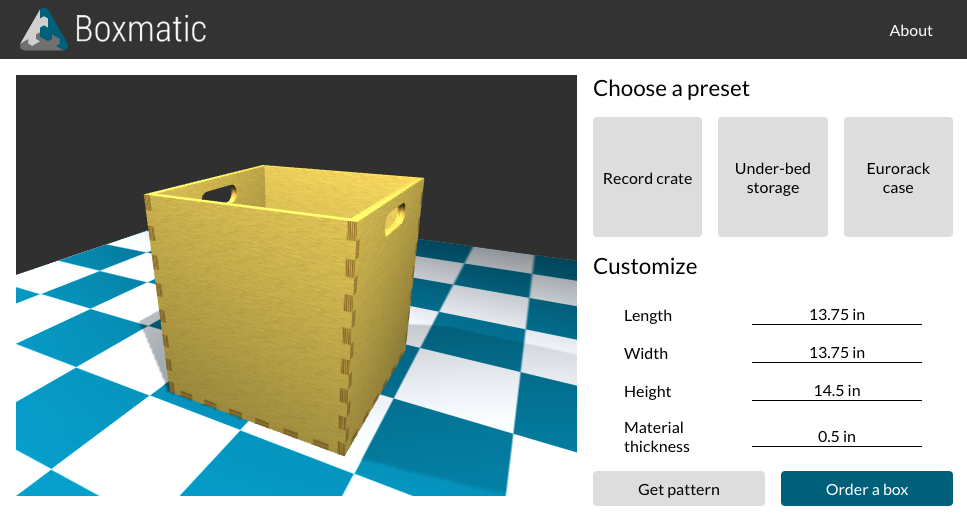 Boxmatic
About
Choose a preset
Record crate
Under-bed
storage
Eurorack
case
Customize
Length 13.75 in
Width 13.75 in
Height 14.5 in
Material
thickness 0.5 in
Get pattern
Order a box